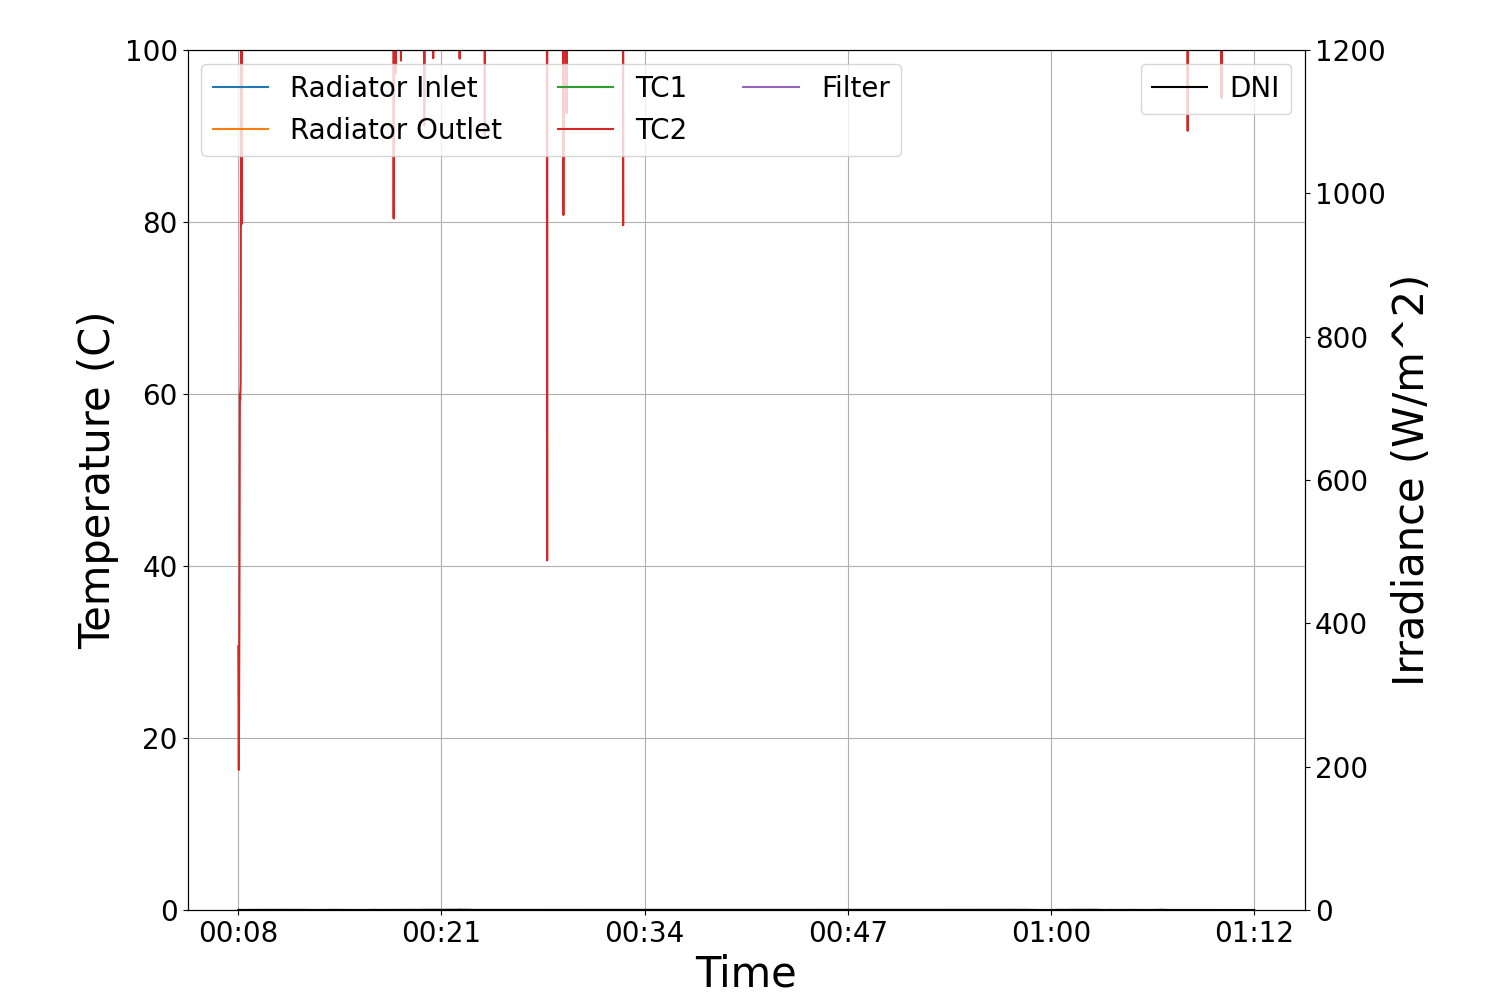 100
80
60
40
20
0
Temperature (C)
Radiator Inlet
Radiator Outlet
TC1
TC2
Filter
DNI
1200
1000
800
600
400
200
0
Irradiance (W/m^2)
00:08 00:21 00:34 00:47 01:00 01:12
Time